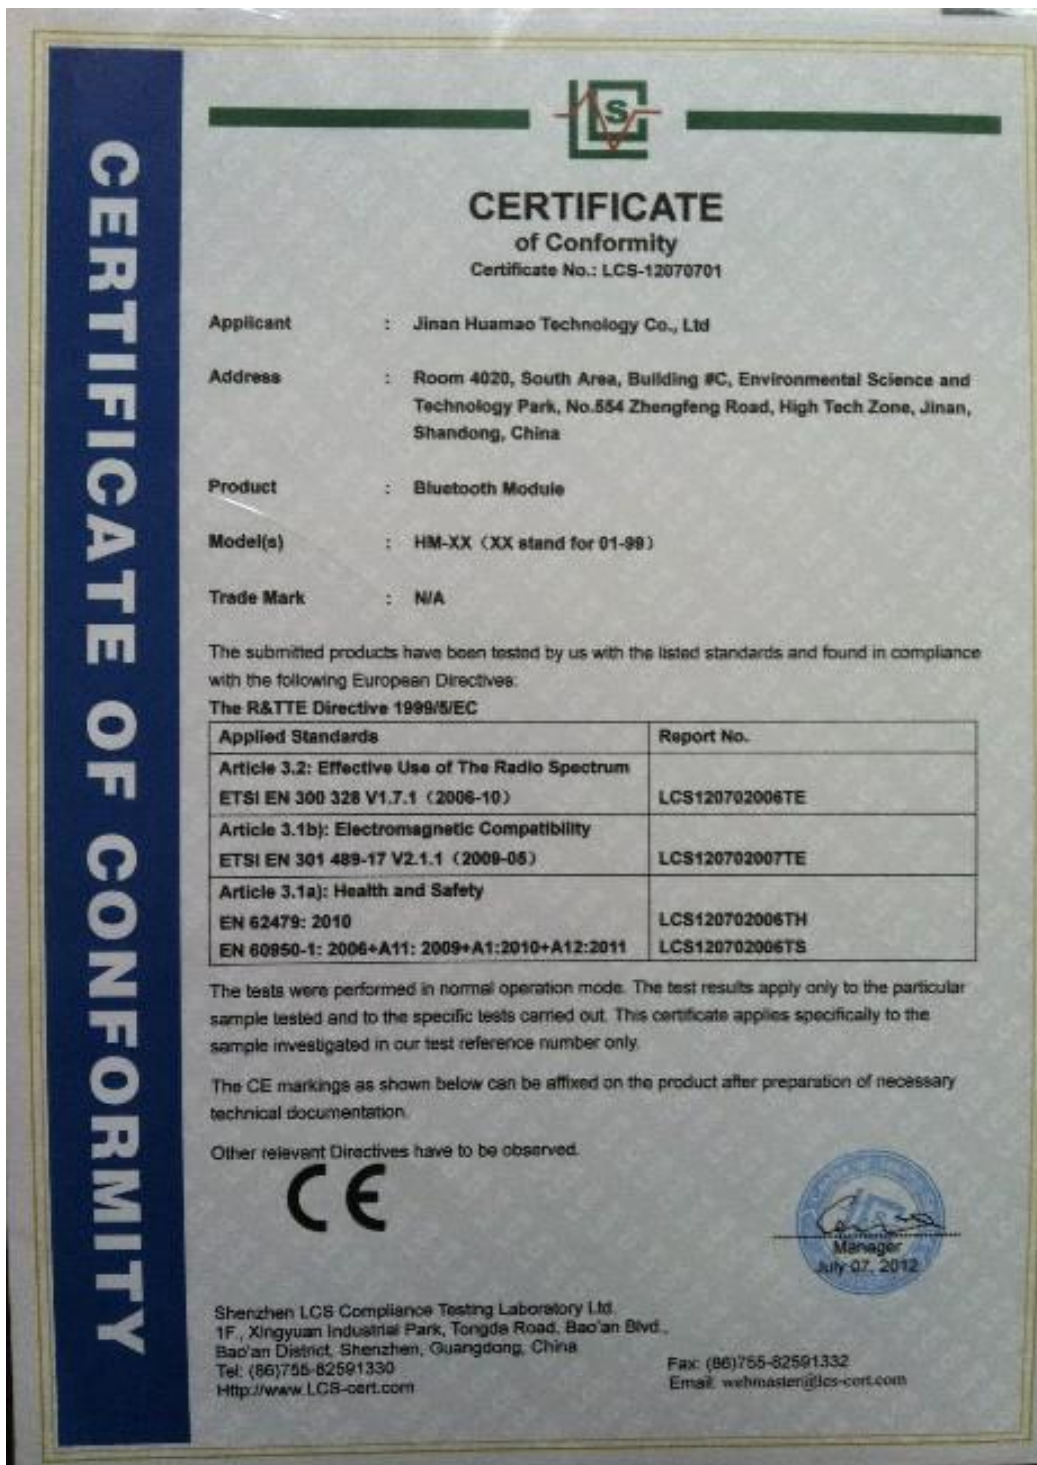 CERTIFICATE OF CONFORMITY
S
CERTIFICATE
of Conformity
Certificate No.: LCS-12070701
Applicant : Jinan Huamao Technology Co., Ltd
Address : Room 4020, South Area, Building #C, Environmental Science and
Technology Park, No.554 Zhengfeng Road, High Tech Zone, Jinan,
Shandong, China
Product : Bluetooth Module
Model(s) : HM-XX（XX stand for 01-99）
Trade Mark : N/A
The submitted products have been tested by us with the listed standards and found in compliance
with the following European Directives:
The R&TTE Directive 1999/5/EC
Applied Standards Report No.
Article 3.2: Effective Use of The Radio Spectrum
ETSI EN 300 328 V1.7.1（2006-10） LCS120702006TE
Article 3.1b): Electromagnetic Compatibility
ETSI EN 301 489-17 V2.1.1（2009-05） LCS120702007TE
Article 3.1a): Health and Safety
EN 62479: 2010 LCS120702006TH
EN 60950-1: 2006+A11: 2009+A1:2010+A12:2011 LCS120702006TS
The tests were performed in normal operation mode. The test results apply only to the particular
sample tested and to the specific tests carried out. This certificate applies specifically to the
sample investigated in our test reference number only.
The CE markings as shown below can be affixed on the product after preparation of necessary
technical documentation.
Other relevant Directives have to be observed.
CE
Manager
July 07, 2012
Shenzhen LCS Compliance Testing Laboratory Ltd.
1F., Xingyuan Industrial Park, Tongda Road, Bao'an Blvd.,
Bao'an District, Shenzhen, Guangdong, China
Tel: (86)755-82591330 Fax: (86)755-82591332
Http://www.LCS-cert.com Email: webmaster@lcs-cert.com